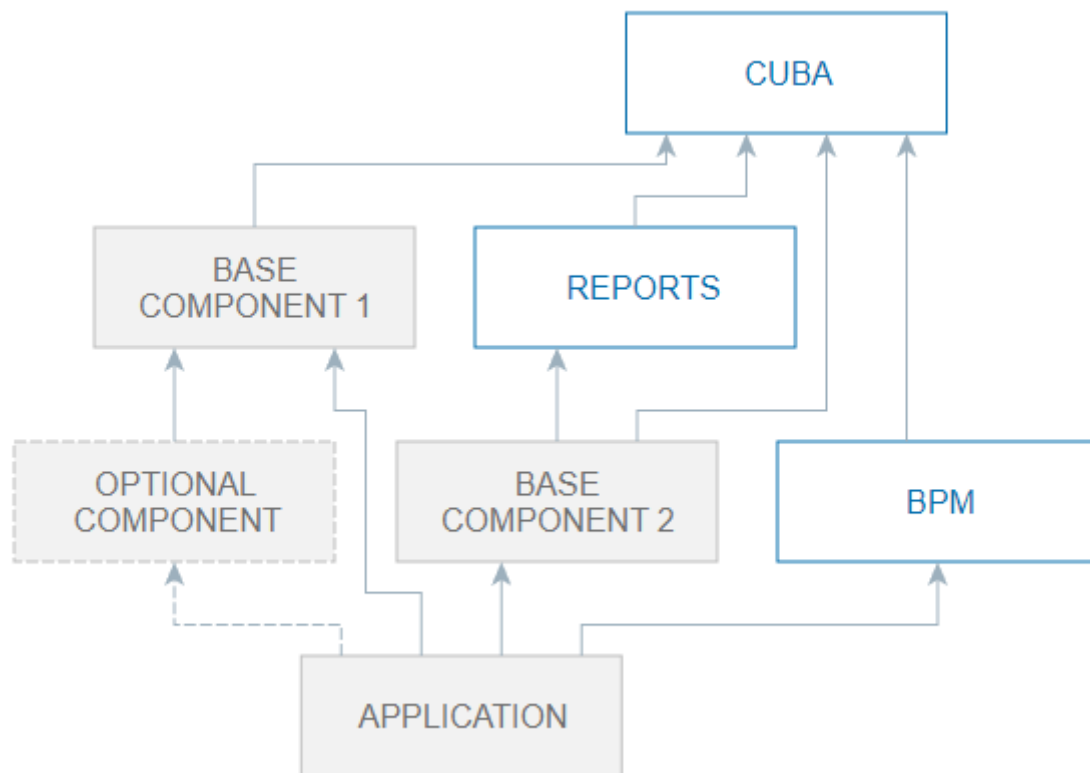 CUBA
BASE
COMPONENT 1
REPORTS
OPTIONAL
COMPONENT
BASE
COMPONENT 2
BPM
APPLICATION